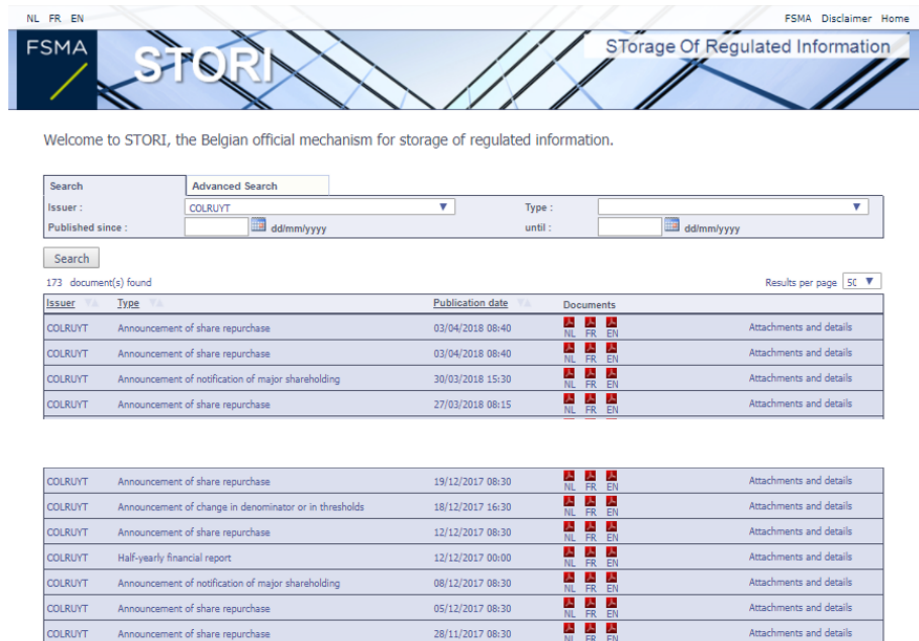 NL FR EN FSMA Disclaimer Home
FSMA STORI STorage Of Regulated Information
Welcome to STORI, the Belgian official mechanism for storage of regulated information.
Search Advanced Search
Issuer : COLRUYT Type :
Published since : dd/mm/yyyy until : dd/mm/yyyy
Search
173 document(s) found Results per page 50
Issuer Type Publication date Documents
COLRUYT Announcement of share repurchase 03/04/2018 08:40 NL FR EN Attachments and details
COLRUYT Announcement of share repurchase 03/04/2018 08:40 NL FR EN Attachments and details
COLRUYT Announcement of notification of major shareholding 30/03/2018 15:30 NL FR EN Attachments and details
COLRUYT Announcement of share repurchase 27/03/2018 08:15 NL FR EN Attachments and details
COLRUYT Announcement of share repurchase 19/12/2017 08:30 NL FR EN Attachments and details
COLRUYT Announcement of change in denominator or in thresholds 18/12/2017 16:30 NL FR EN Attachments and details
COLRUYT Announcement of share repurchase 12/12/2017 08:30 NL FR EN Attachments and details
COLRUYT Half-yearly financial report 12/12/2017 00:00 NL FR EN Attachments and details
COLRUYT Announcement of notification of major shareholding 08/12/2017 08:30 NL FR EN Attachments and details
COLRUYT Announcement of share repurchase 05/12/2017 08:30 NL FR EN Attachments and details
COLRUYT Announcement of share repurchase 28/11/2017 08:30 NL FR EN Attachments and details